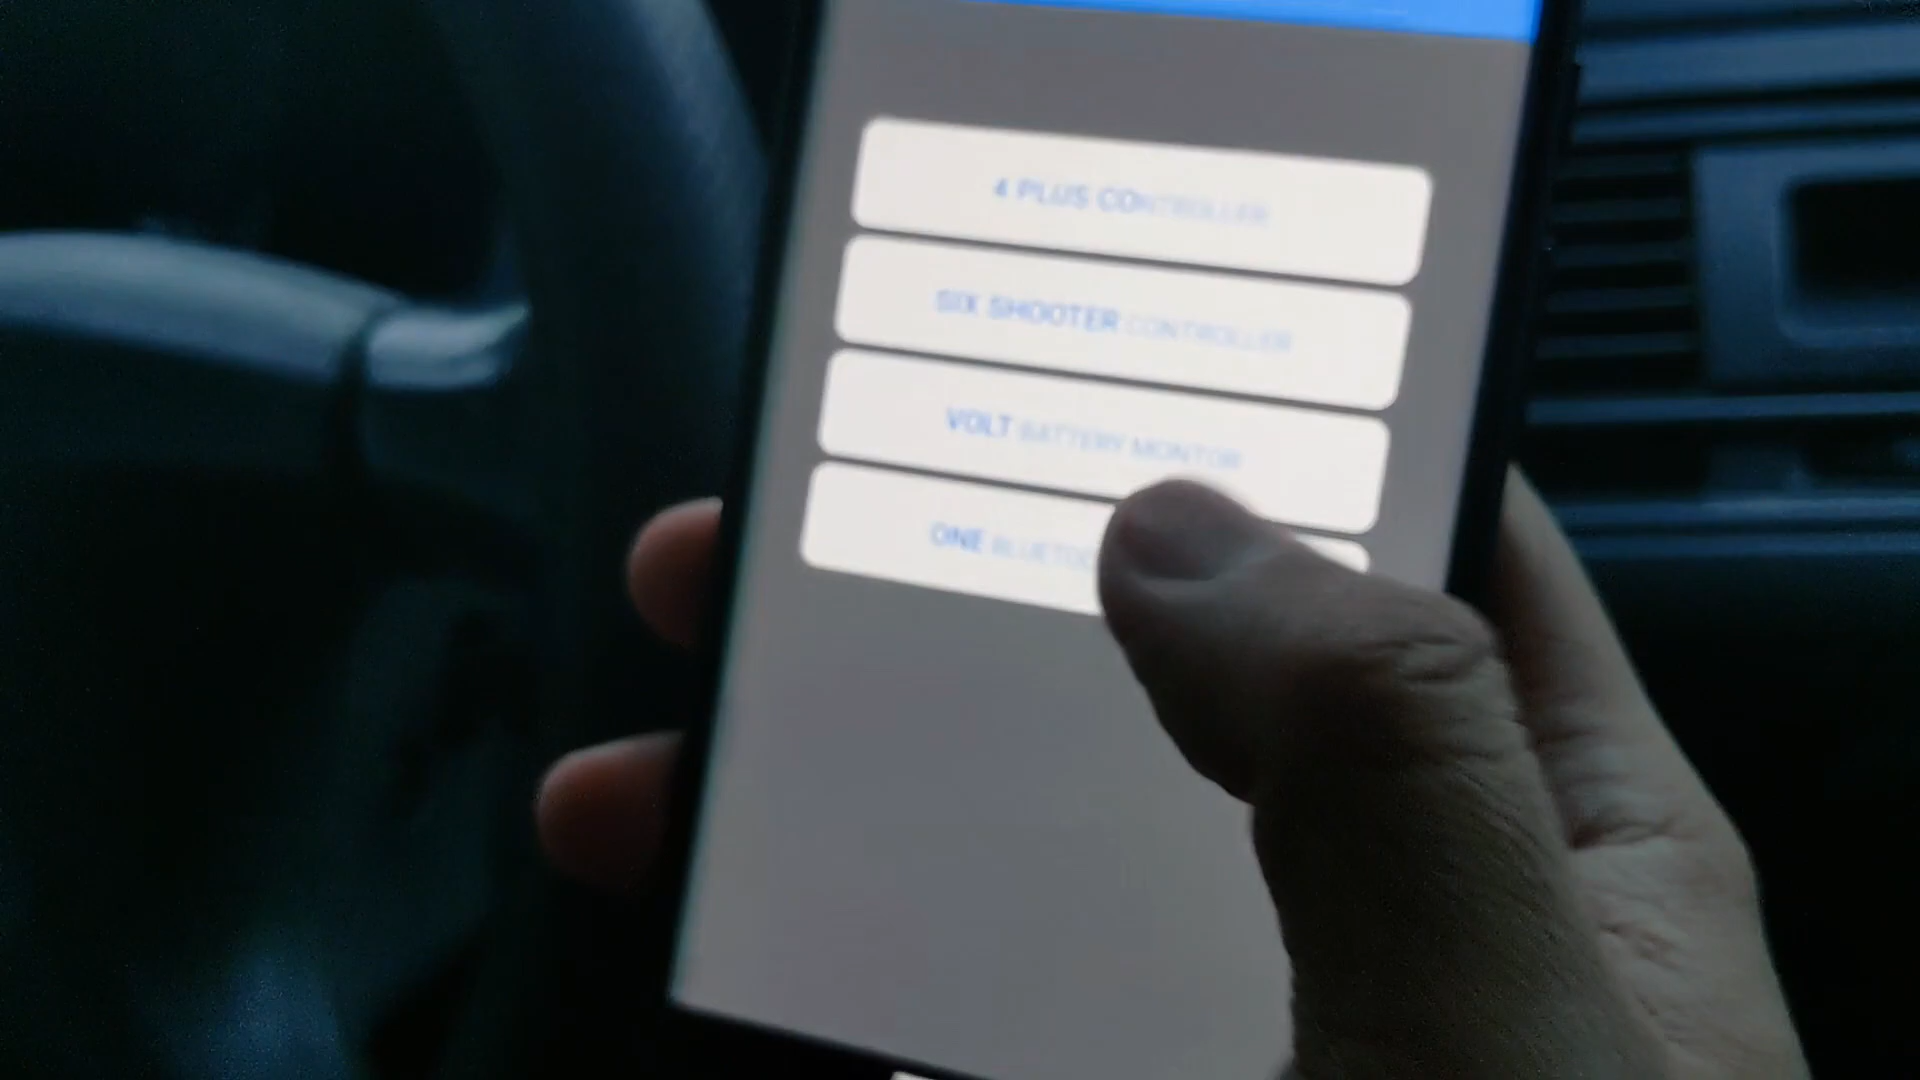 4 PLUS CONTROLLER
SIX SHOOTER CONTROLLER
VOLT BATTERY MONITOR
ONE